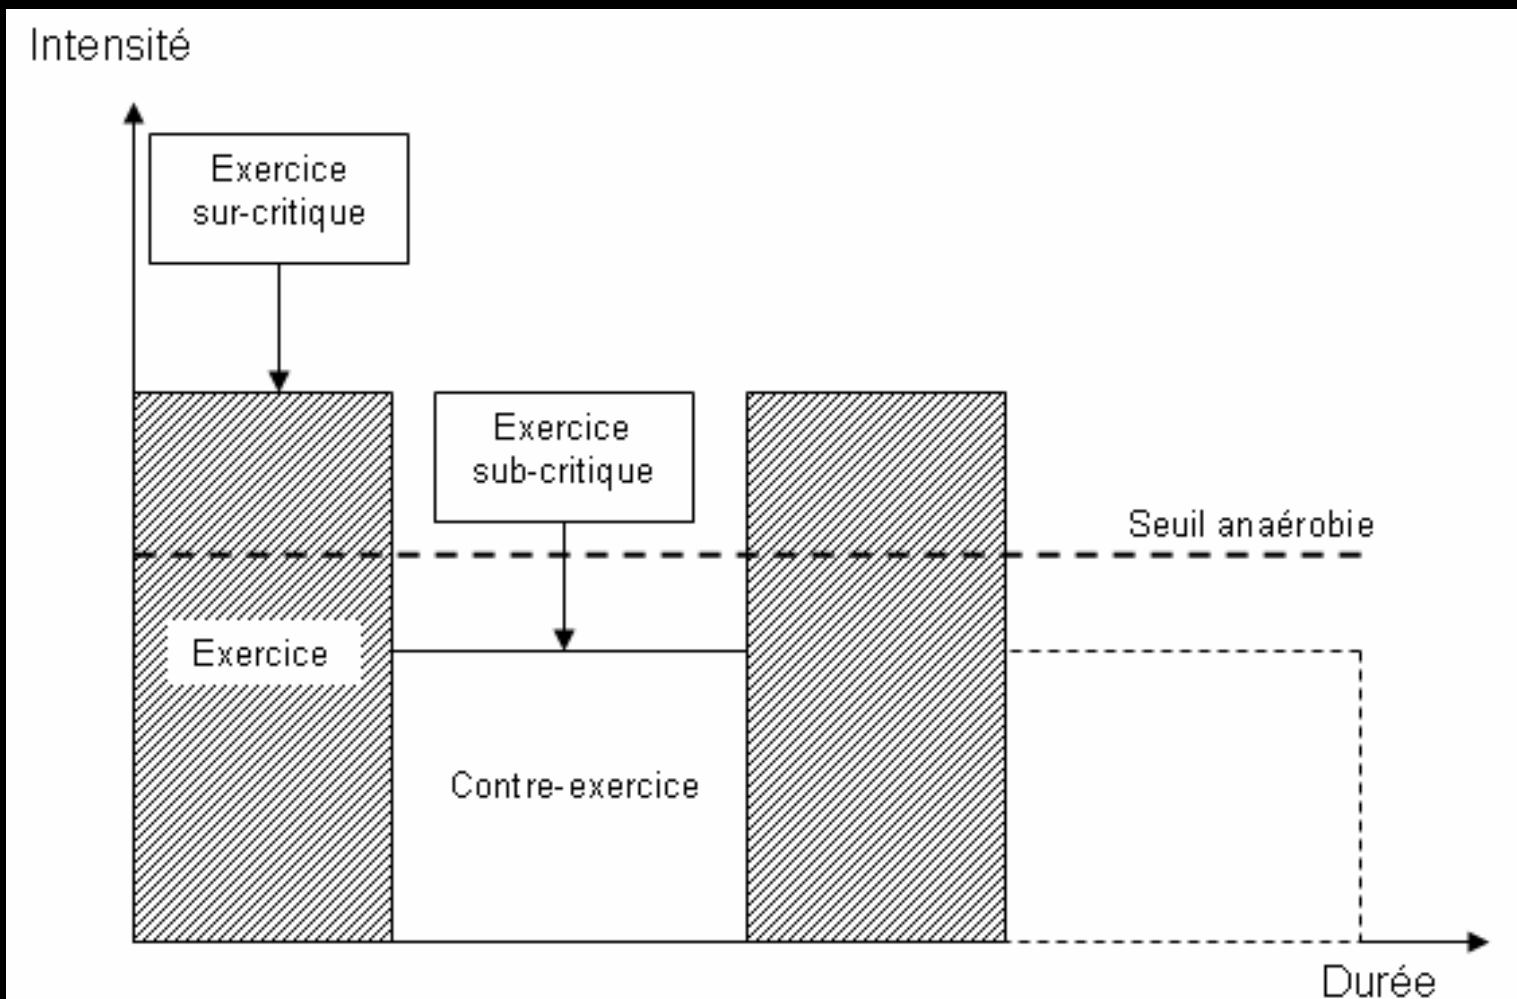 Intensité
Exercice
sur-critique
Exercice
sub-critique
Seuil anaérobie
Exercice
Contre-exercice
Durée